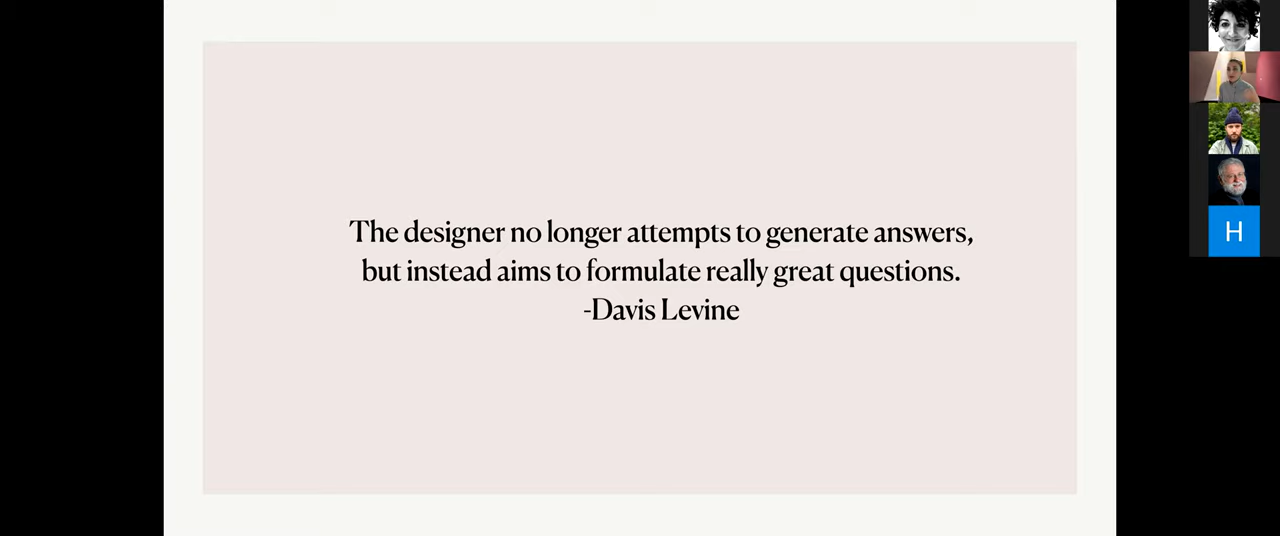 The designer no longer attempts to generate answers,
but instead aims to formulate really great questions.
-Davis Levine
H